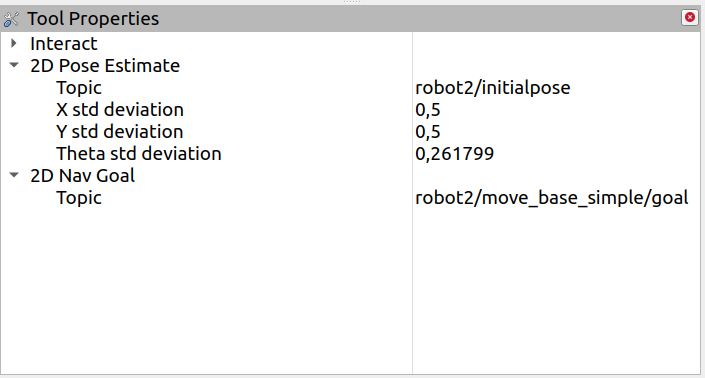 Tool Properties
Interact
2D Pose Estimate
Topic robot2/initialpose
X std deviation 0,5
Y std deviation 0,5
Theta std deviation 0,261799
2D Nav Goal
Topic robot2/move_base_simple/goal